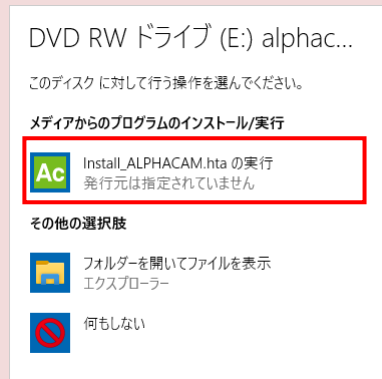 DVD RW ドライブ (E:) alphac...
このディスク に対して行う操作を選んでください。
メディアからのプログラムのインストール/実行
Ac
Install_ALPHACAM.hta の実行
発行元は指定されていません
その他の選択肢
フォルダーを開いてファイルを表示
エクスプローラー
何もしない